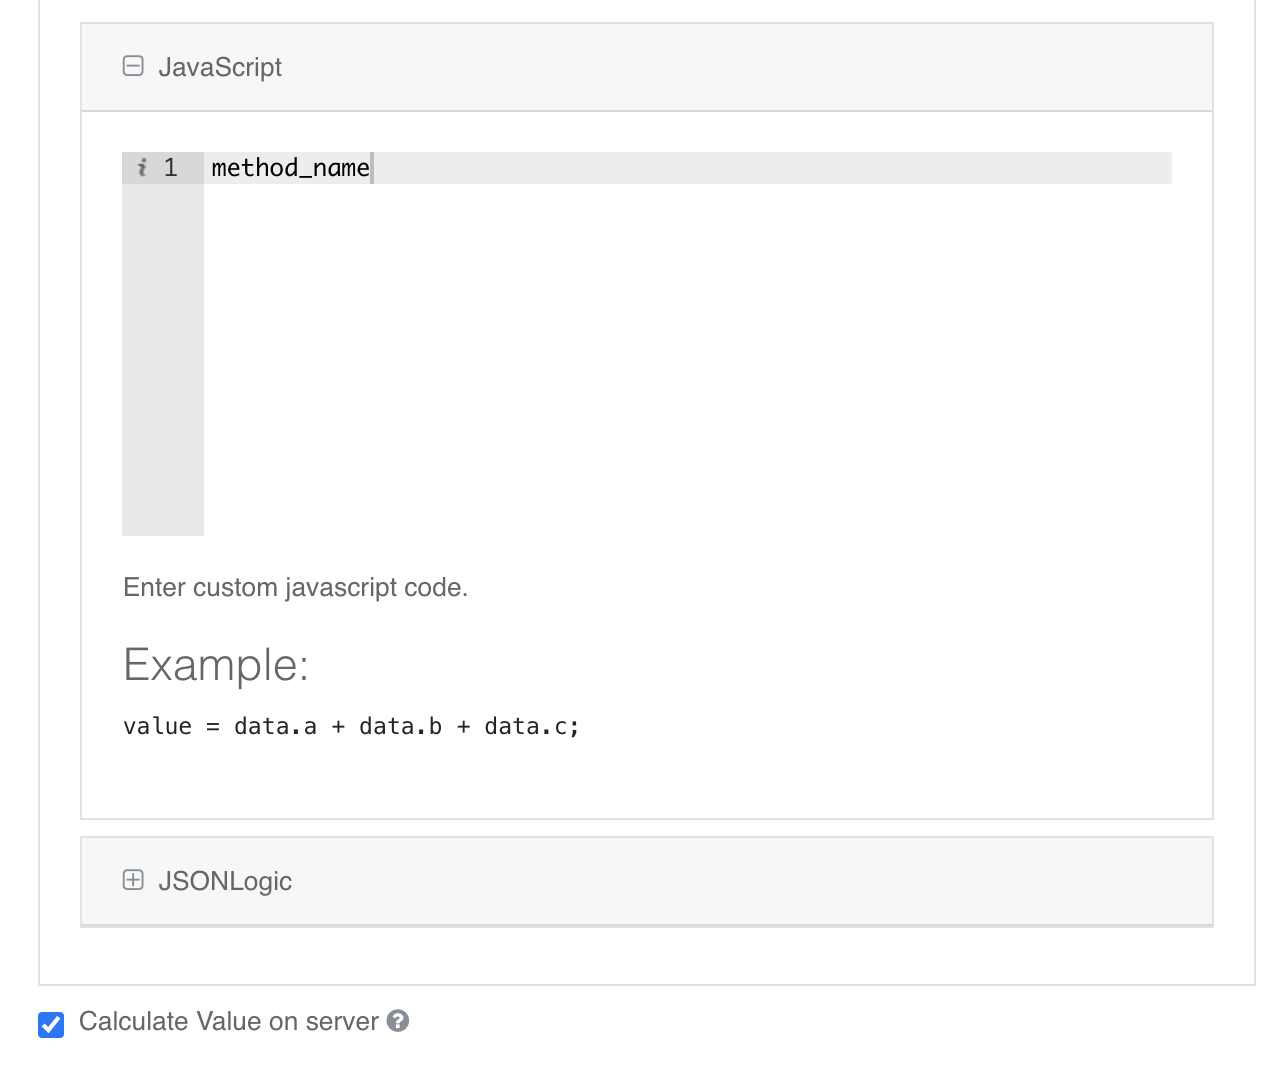 JavaScript
i 1 method_name
Enter custom javascript code.
Example:
value = data.a + data.b + data.c;
JSONLogic
Calculate Value on server ?